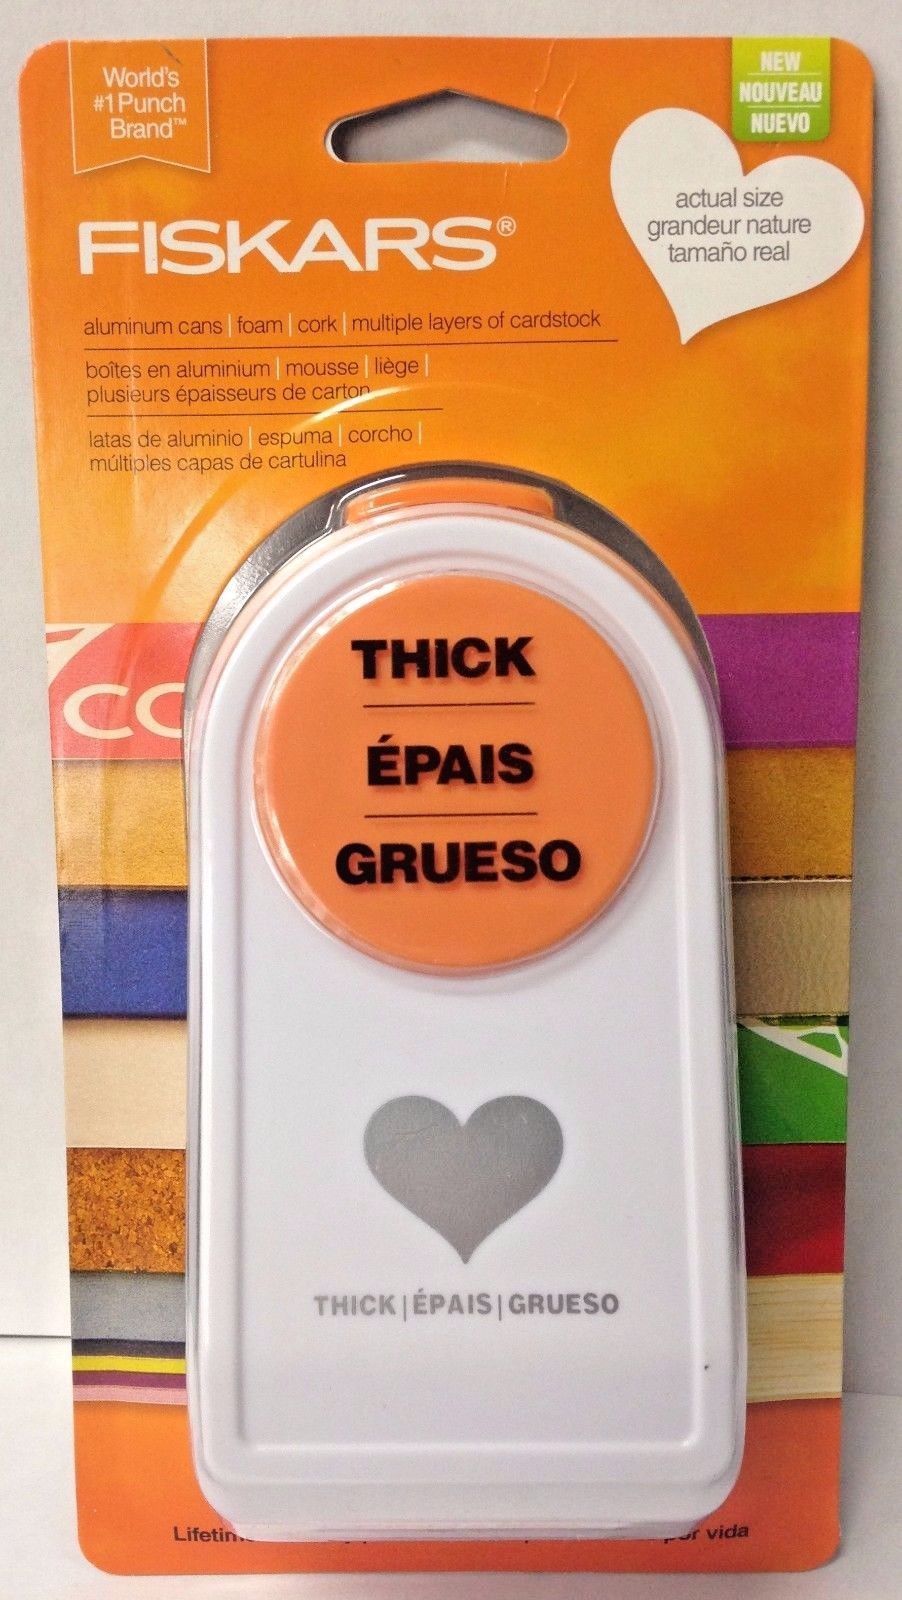 World's
#1 Punch
Brand™
NEW
NOUVEAU
NUEVO
actual size
grandeur nature
tamaño real
FISKARS®
aluminum cans | foam | cork | multiple layers of cardstock
boîtes en aluminium | mousse | liège |
plusieurs épaisseurs de carton
latas de aluminio | espuma | corcho |
múltiples capas de cartulina
THICK
ÉPAIS
GRUESO
THICK | ÉPAIS | GRUESO
por vida